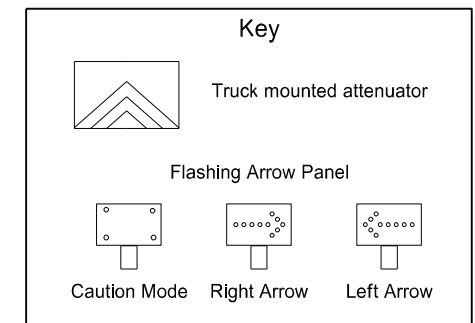 Key
Truck mounted attenuator
Flashing Arrow Panel
Caution Mode Right Arrow Left Arrow